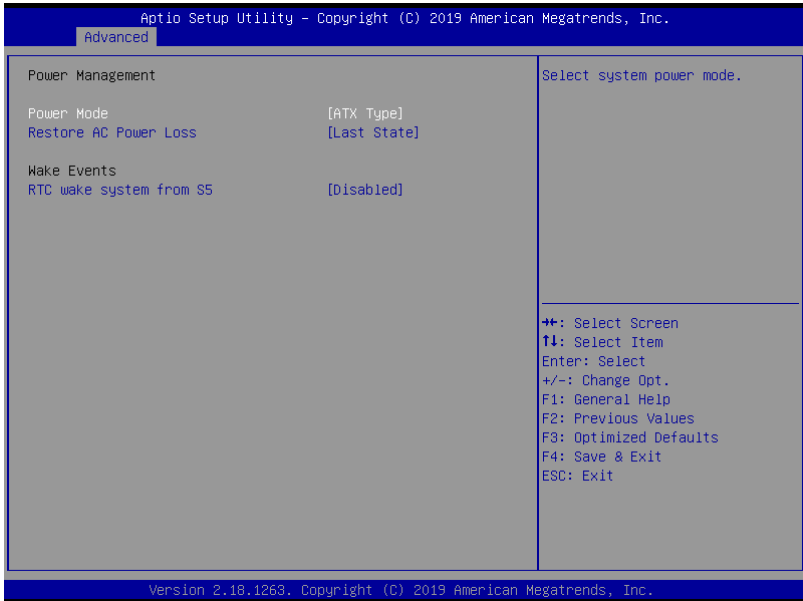 Aptio Setup Utility – Copyright (C) 2019 American Megatrends, Inc.
Advanced
Power Management
Power Mode [ATX Type]
Restore AC Power Loss [Last State]
Wake Events
RTC wake system from S5 [Disabled]
Select system power mode.
→←: Select Screen
↑↓: Select Item
Enter: Select
+/-: Change Opt.
F1: General Help
F2: Previous Values
F3: Optimized Defaults
F4: Save & Exit
ESC: Exit
Version 2.18.1263. Copyright (C) 2019 American Megatrends, Inc.